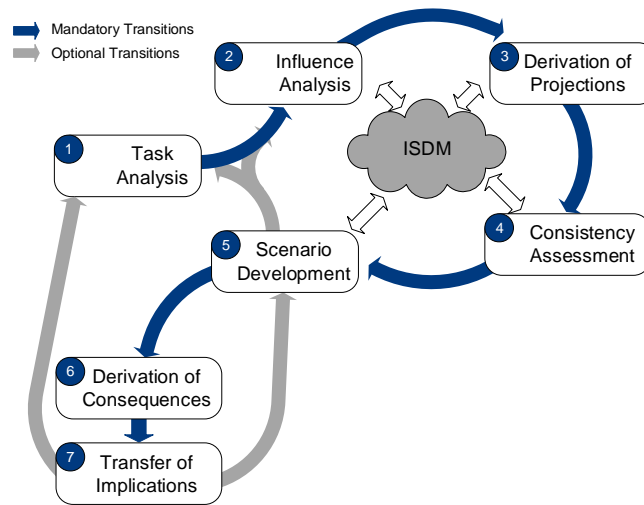 Mandatory Transitions
Optional Transitions
2
Influence
Analysis
3
Derivation of
Projections
1
Task
Analysis
ISDM
4
Consistency
Assessment
5
Scenario
Development
6
Derivation of
Consequences
7
Transfer of
Implications